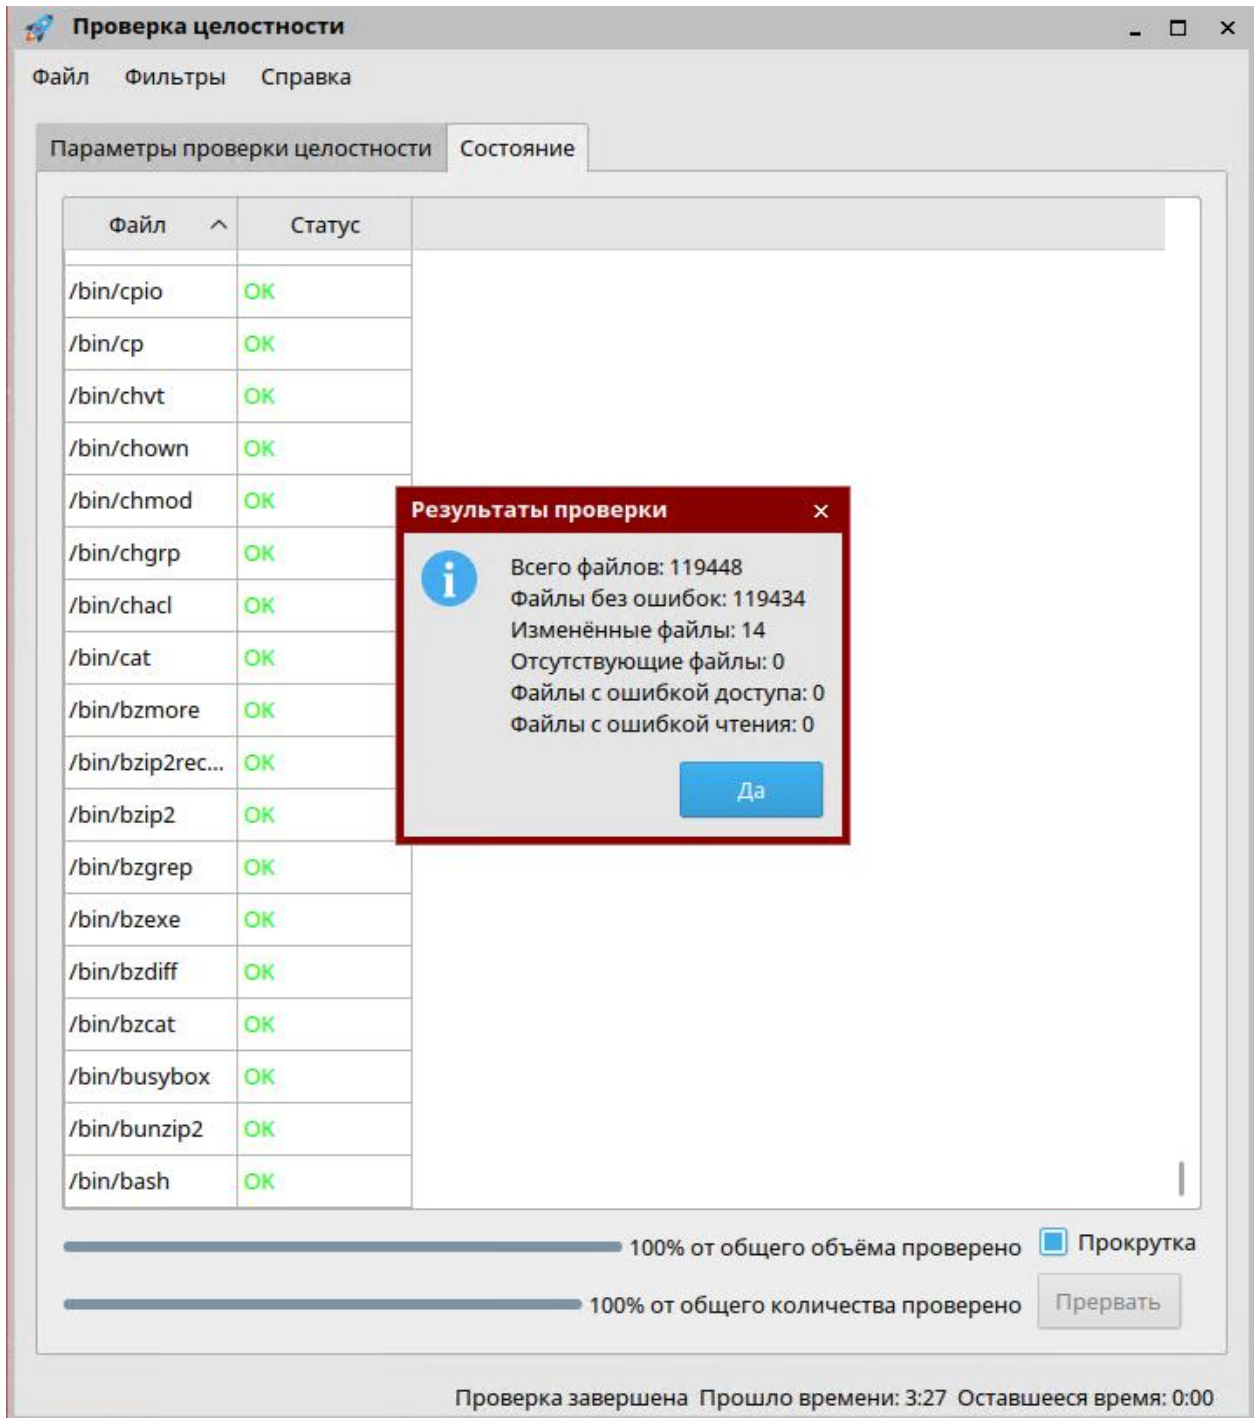 Проверка целостности
Файл Фильтры Справка
Параметры проверки целостности Состояние
Файл Статус
/bin/cpio OK
/bin/cp OK
/bin/chvt OK
/bin/chown OK
/bin/chmod OK
/bin/chgrp OK
/bin/chacl OK
/bin/cat OK
/bin/bzmore OK
/bin/bzip2rec... OK
/bin/bzip2 OK
/bin/bzgrep OK
/bin/bzexe OK
/bin/bzdiff OK
/bin/bzcat OK
/bin/busybox OK
/bin/bunzip2 OK
/bin/bash OK
Результаты проверки
Всего файлов: 119448
Файлы без ошибок: 119434
Изменённые файлы: 14
Отсутствующие файлы: 0
Файлы с ошибкой доступа: 0
Файлы с ошибкой чтения: 0
Да
100% от общего объёма проверено Прокрутка
100% от общего количества проверено Прервать
Проверка завершена Прошло времени: 3:27 Оставшееся время: 0:00